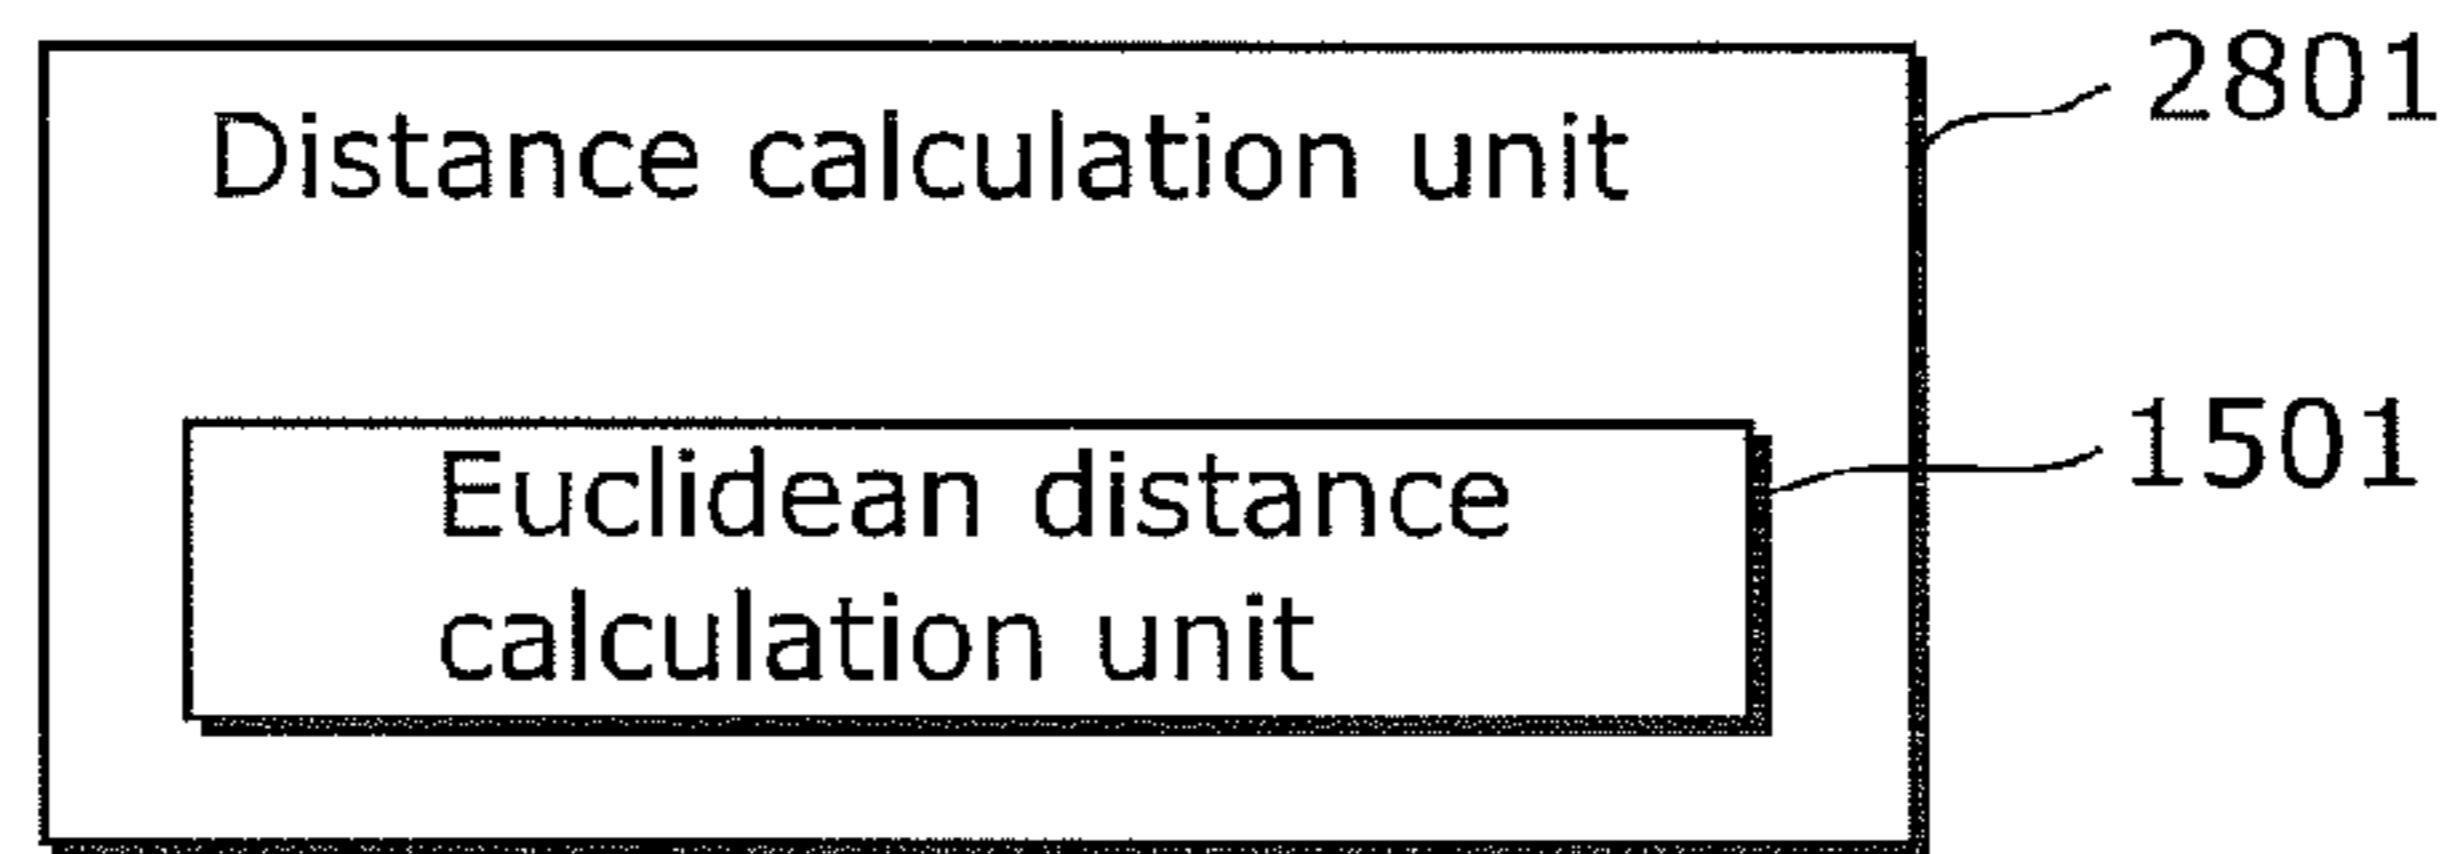 Distance calculation unit
2801
Euclidean distance
calculation unit
1501